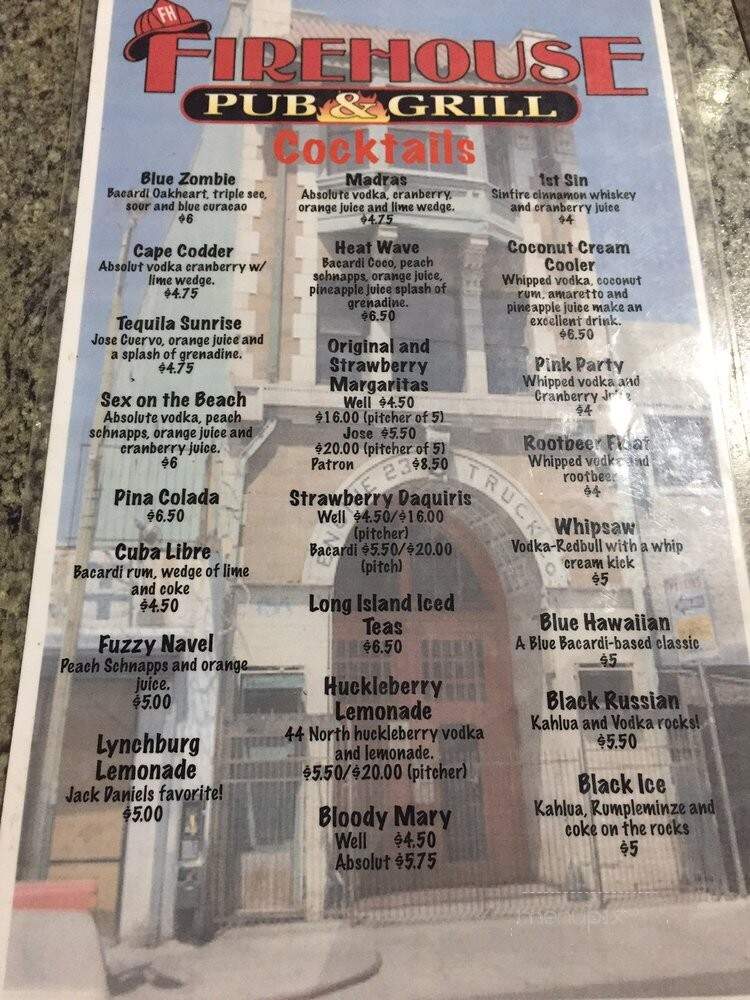 FH
FIREHOUSE
PUB & GRILL
Cocktails
Blue Zombie
Bacardi Oakheart, triple sec,
sour and blue curacao
$6
Cape Codder
Absolut vodka cranberry w/
lime wedge.
$4.75
Tequila Sunrise
Jose Cuervo, orange juice and
a splash of grenadine.
$4.75
Sex on the Beach
Absolute vodka, peach
schnapps, orange juice and
cranberry juice.
$6
Pina Colada
$6.50
Cuba Libre
Bacardi rum, wedge of lime
and coke
$4.50
Fuzzy Navel
Peach Schnapps and orange
juice.
$5.00
Lynchburg
Lemonade
Jack Daniels favorite!
$5.00
Madras
Absolute vodka, cranberry,
orange juice and lime wedge.
$4.75
Heat Wave
Bacardi Coco, peach
schnapps, orange juice,
pineapple juice splash of
grenadine.
$6.50
Original and
Strawberry
Margaritas
Well $4.50
$16.00 (pitcher of 5)
Jose $5.50
$20.00 (pitcher of 5)
Patron $8.50
Strawberry Daquiris
Well $4.50/$16.00
(pitcher)
Bacardi $5.50/$20.00
(pitch)
Long Island Iced
Teas
$6.50
Huckleberry
Lemonade
44 North huckleberry vodka
and lemonade.
$5.50/$20.00 (pitcher)
Bloody Mary
Well $4.50
Absolut $5.75
1st Sin
Sinfire cinnamon whiskey
and cranberry juice
$4
Coconut Cream
Cooler
Whipped vodka, coconut
rum, amaretto and
pineapple juice make an
excellent drink.
$6.50
Pink Party
Whipped vodka and
Cranberry Juice
$4
Rootbeer Float
Whipped vodka and
rootbeer
$4
Whipsaw
Vodka-Redbull with a whip
cream kick
$5
Blue Hawaiian
A Blue Bacardi-based classic
$5
Black Russian
Kahlua and Vodka rocks!
$5.50
Black Ice
Kahlua, Rumpleminze and
coke on the rocks
$5
TRUCK